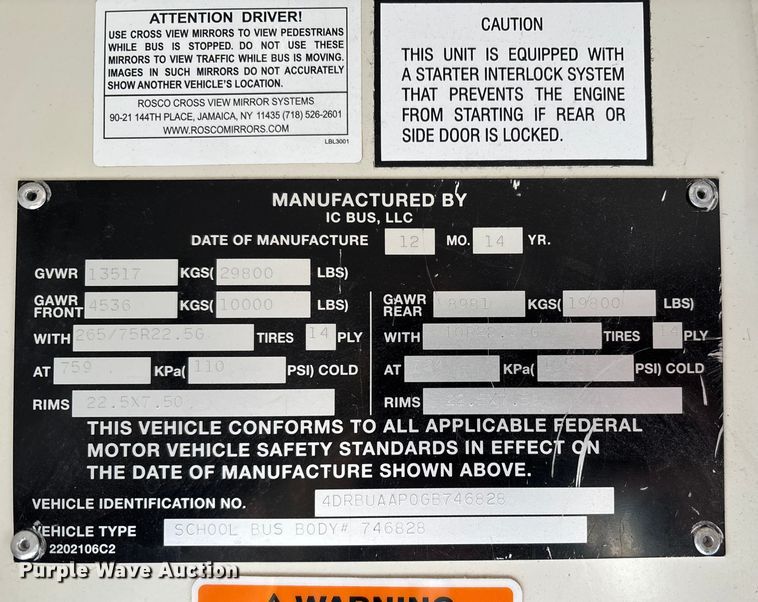 ATTENTION DRIVER!
USE CROSS VIEW MIRRORS TO VIEW PEDESTRIANS
WHILE BUS IS STOPPED. DO NOT USE THESE
MIRRORS TO VIEW TRAFFIC WHILE BUS IS MOVING.
IMAGES IN SUCH MIRRORS DO NOT ACCURATELY
SHOW ANOTHER VEHICLE'S LOCATION.
ROSCO CROSS VIEW MIRROR SYSTEMS
90-21 144TH PLACE, JAMAICA, NY 11435 (718) 526-2601
WWW.ROSCOMIRRORS.COM
LBL3001
CAUTION
THIS UNIT IS EQUIPPED WITH
A STARTER INTERLOCK SYSTEM
THAT PREVENTS THE ENGINE
FROM STARTING IF REAR OR
SIDE DOOR IS LOCKED.
MANUFACTURED BY
IC BUS, LLC
DATE OF MANUFACTURE 12 MO. 14 YR.
GVWR 13517 KGS( 29800 LBS)
GAWR FRONT 4536 KGS( 10000 LBS)
WITH 265/75R22.5G TIRES 14 PLY
AT 759 KPa( 110 PSI) COLD
RIMS 22.5X7.50
GAWR REAR 8981 KGS( 19800 LBS)
WITH TIRES 14 PLY
AT KPa( PSI) COLD
RIMS
THIS VEHICLE CONFORMS TO ALL APPLICABLE FEDERAL
MOTOR VEHICLE SAFETY STANDARDS IN EFFECT ON
THE DATE OF MANUFACTURE SHOWN ABOVE.
VEHICLE IDENTIFICATION NO. 4DRBUAAP0GB746828
VEHICLE TYPE SCHOOL BUS BODY# 746828
2202106C2
Purple Wave Auction
WARNING